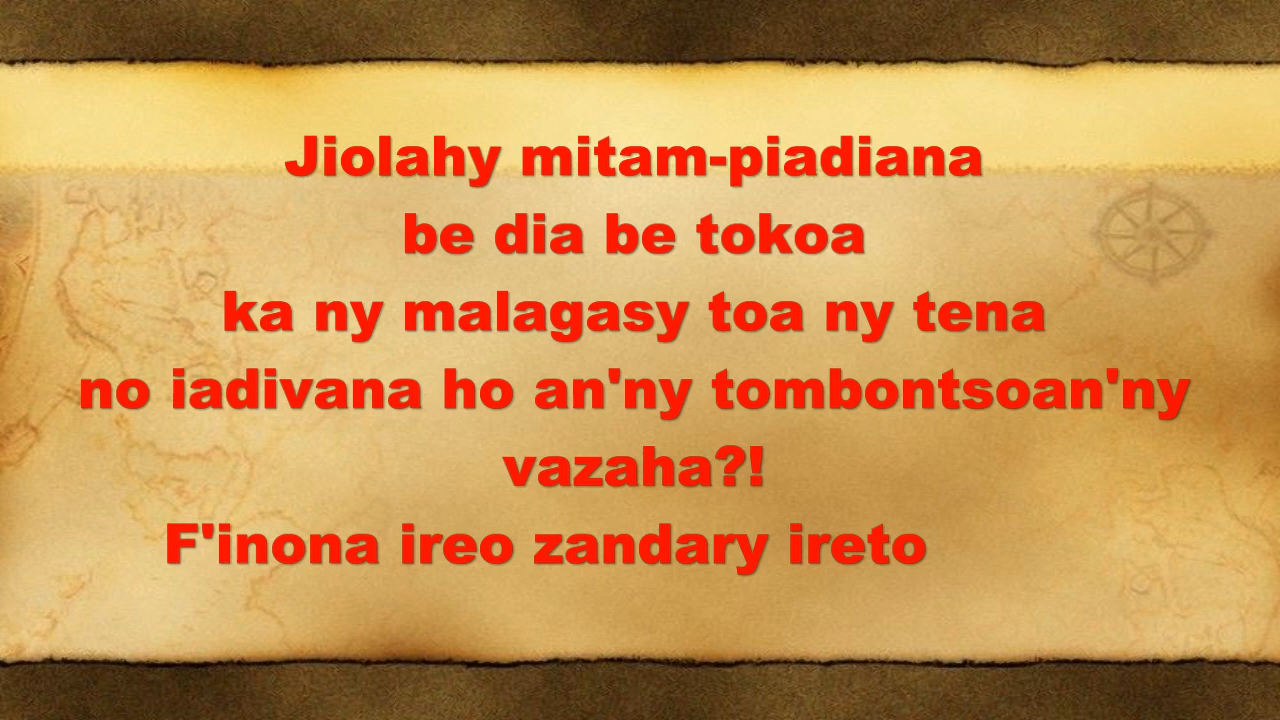 Jiolahy mitam-piadiana
be dia be tokoa
ka ny malagasy toa ny tena
no iadivana ho an'ny tombontsoan'ny
vazaha?!
F'inona ireo zandary ireto